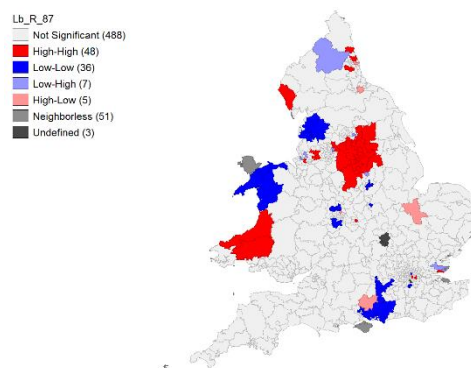 Lb_R_87
Not Significant (488)
High-High (48)
Low-Low (36)
Low-High (7)
High-Low (5)
Neighborless (51)
Undefined (3)